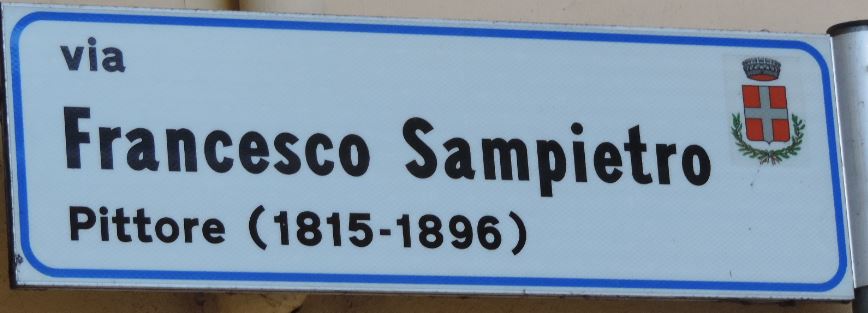 via
Francesco Sampietro
Pittore (1815-1896)